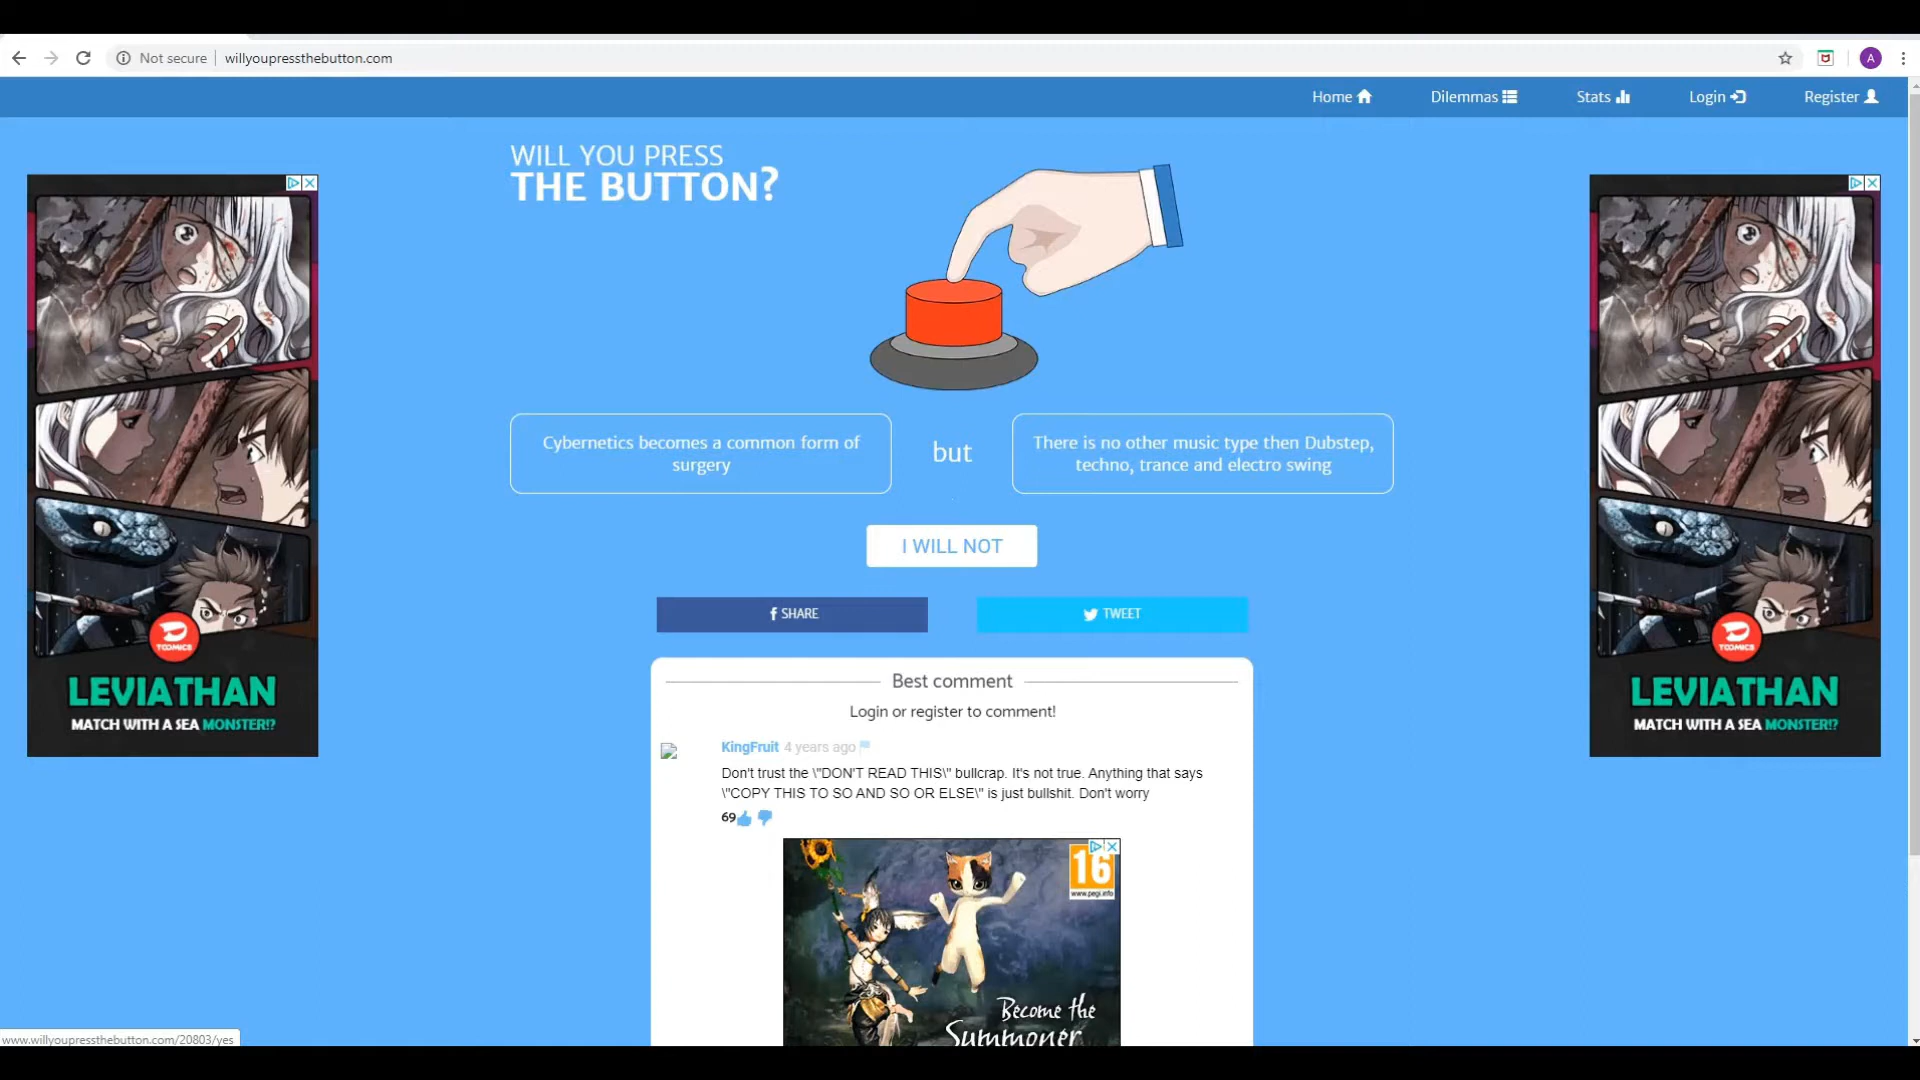 Not secure
willyoupressthebutton.com
A
Home
Dilemmas
Stats
Login
Register
WILL YOU PRESS
THE BUTTON?
Cybernetics becomes a common form of
surgery
but
There is no other music type then Dubstep,
techno, trance and electro swing
I WILL NOT
SHARE
TWEET
Best comment
Login or register to comment!
KingFruit 4 years ago
Don't trust the \"DON'T READ THIS\" bullcrap. It's not true. Anything that says
\"COPY THIS TO SO AND SO OR ELSE\" is just bullshit. Don't worry
69
16
www.pegi.info
Become the
Summoner
TOOMICS
LEVIATHAN
MATCH WITH A SEA MONSTER!?
TOOMICS
LEVIATHAN
MATCH WITH A SEA MONSTER!?
www.willyoupressthebutton.com/20803/yes